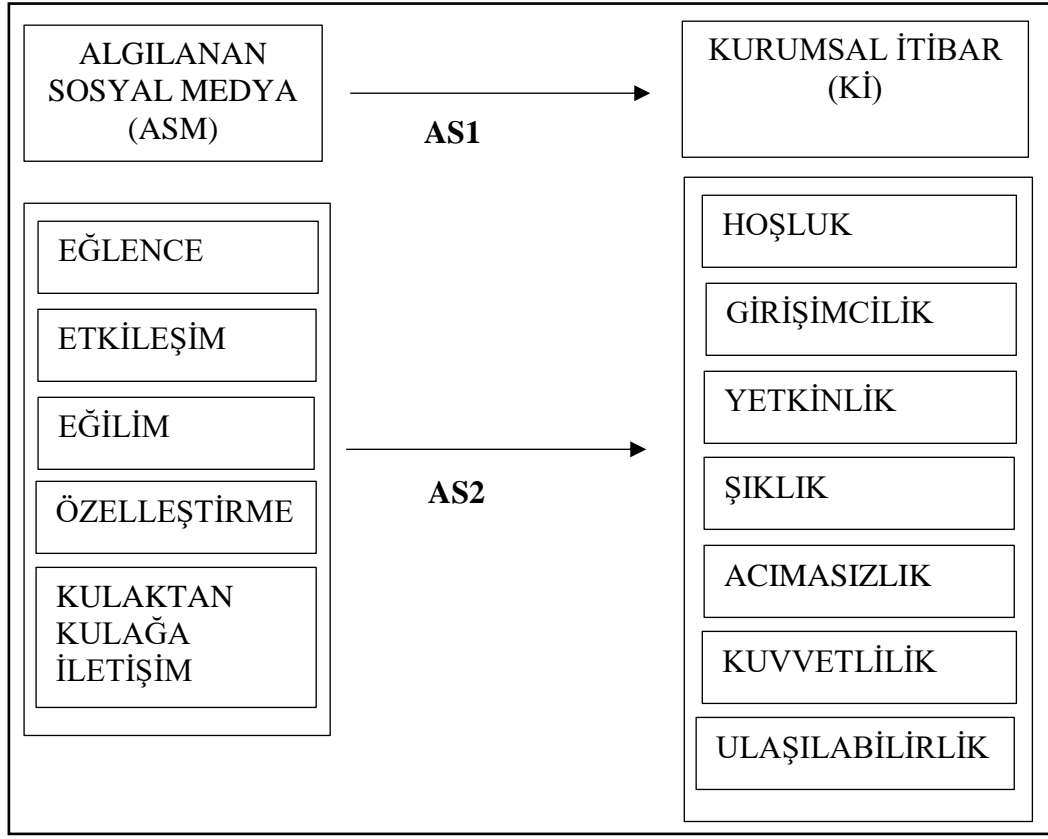 ALGILANAN
SOSYAL MEDYA
(ASM)
AS1
KURUMSAL İTİBAR
(Kİ)
EĞLENCE
ETKİLEŞİM
EĞİLİM
ÖZELLEŞTİRME
KULAKTAN
KULAĞA
İLETİŞİM
AS2
HOŞLUK
GİRİŞİMCİLİK
YETKİNLİK
ŞIKLIK
ACIMASIZLIK
KUVVETLİLİK
ULAŞILABİLİRLİK